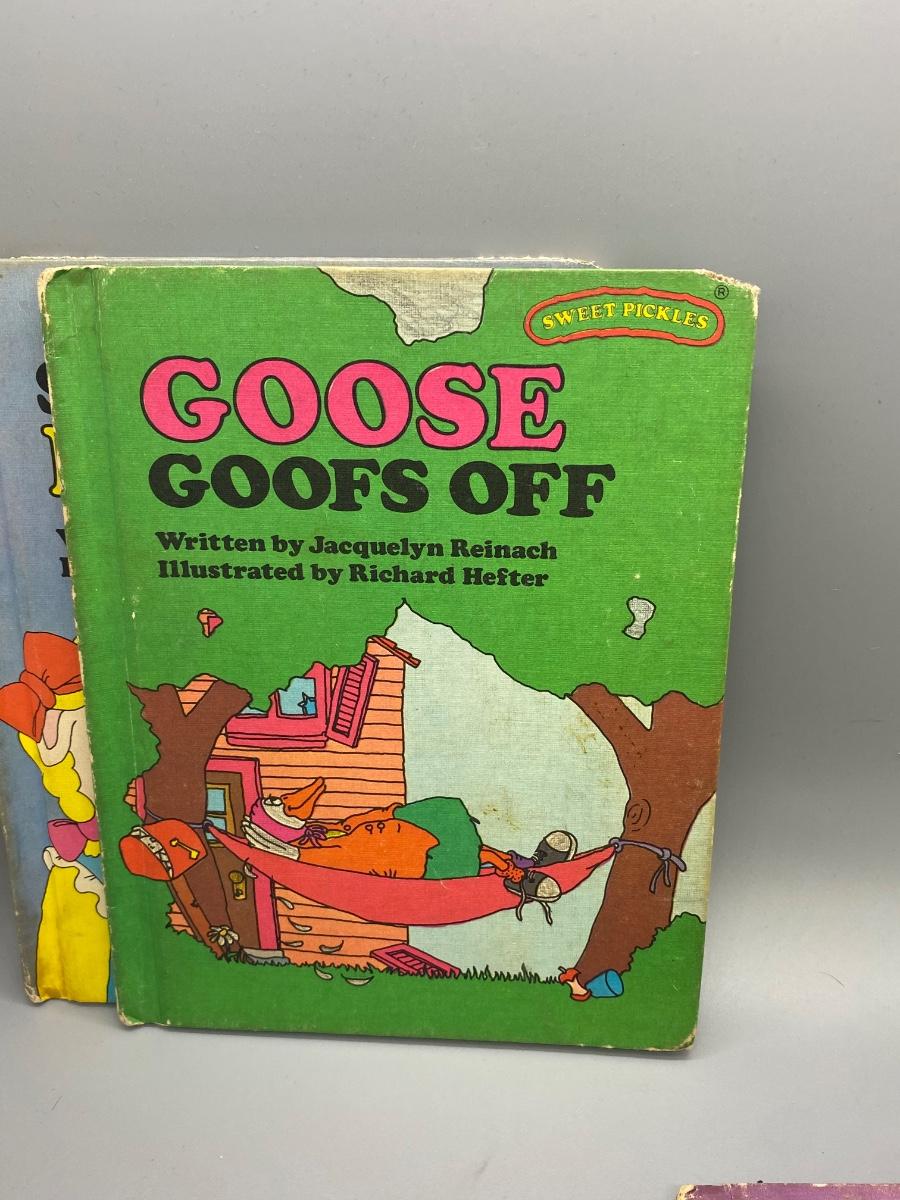 SWEET PICKLES ®
GOOSE
GOOFS OFF
Written by Jacquelyn Reinach
Illustrated by Richard Hefter